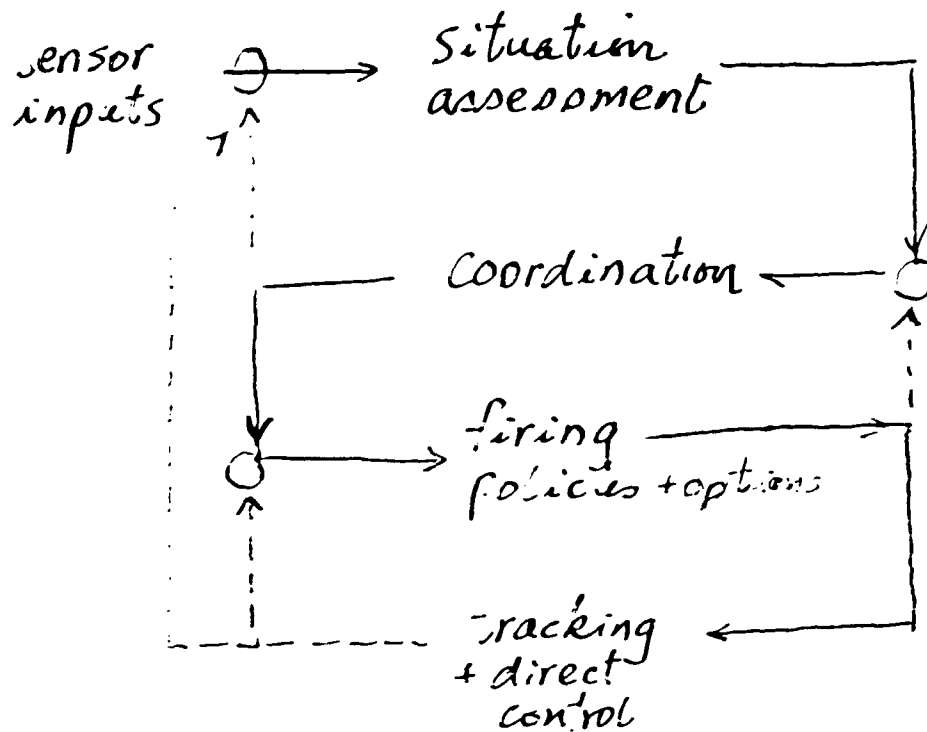 sensor
inputs
situation
assessment
coordination
firing
policies + options
tracking
+ direct
control